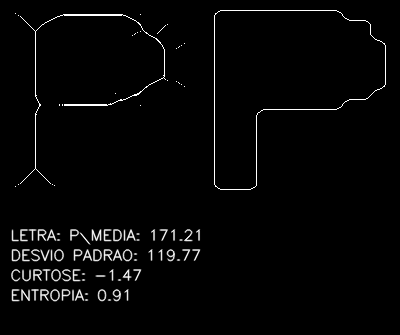 P P
LETRA: P\MEDIA: 171.21
DESVIO PADRAO: 119.77
CURTOSE: -1.47
ENTROPIA: 0.91